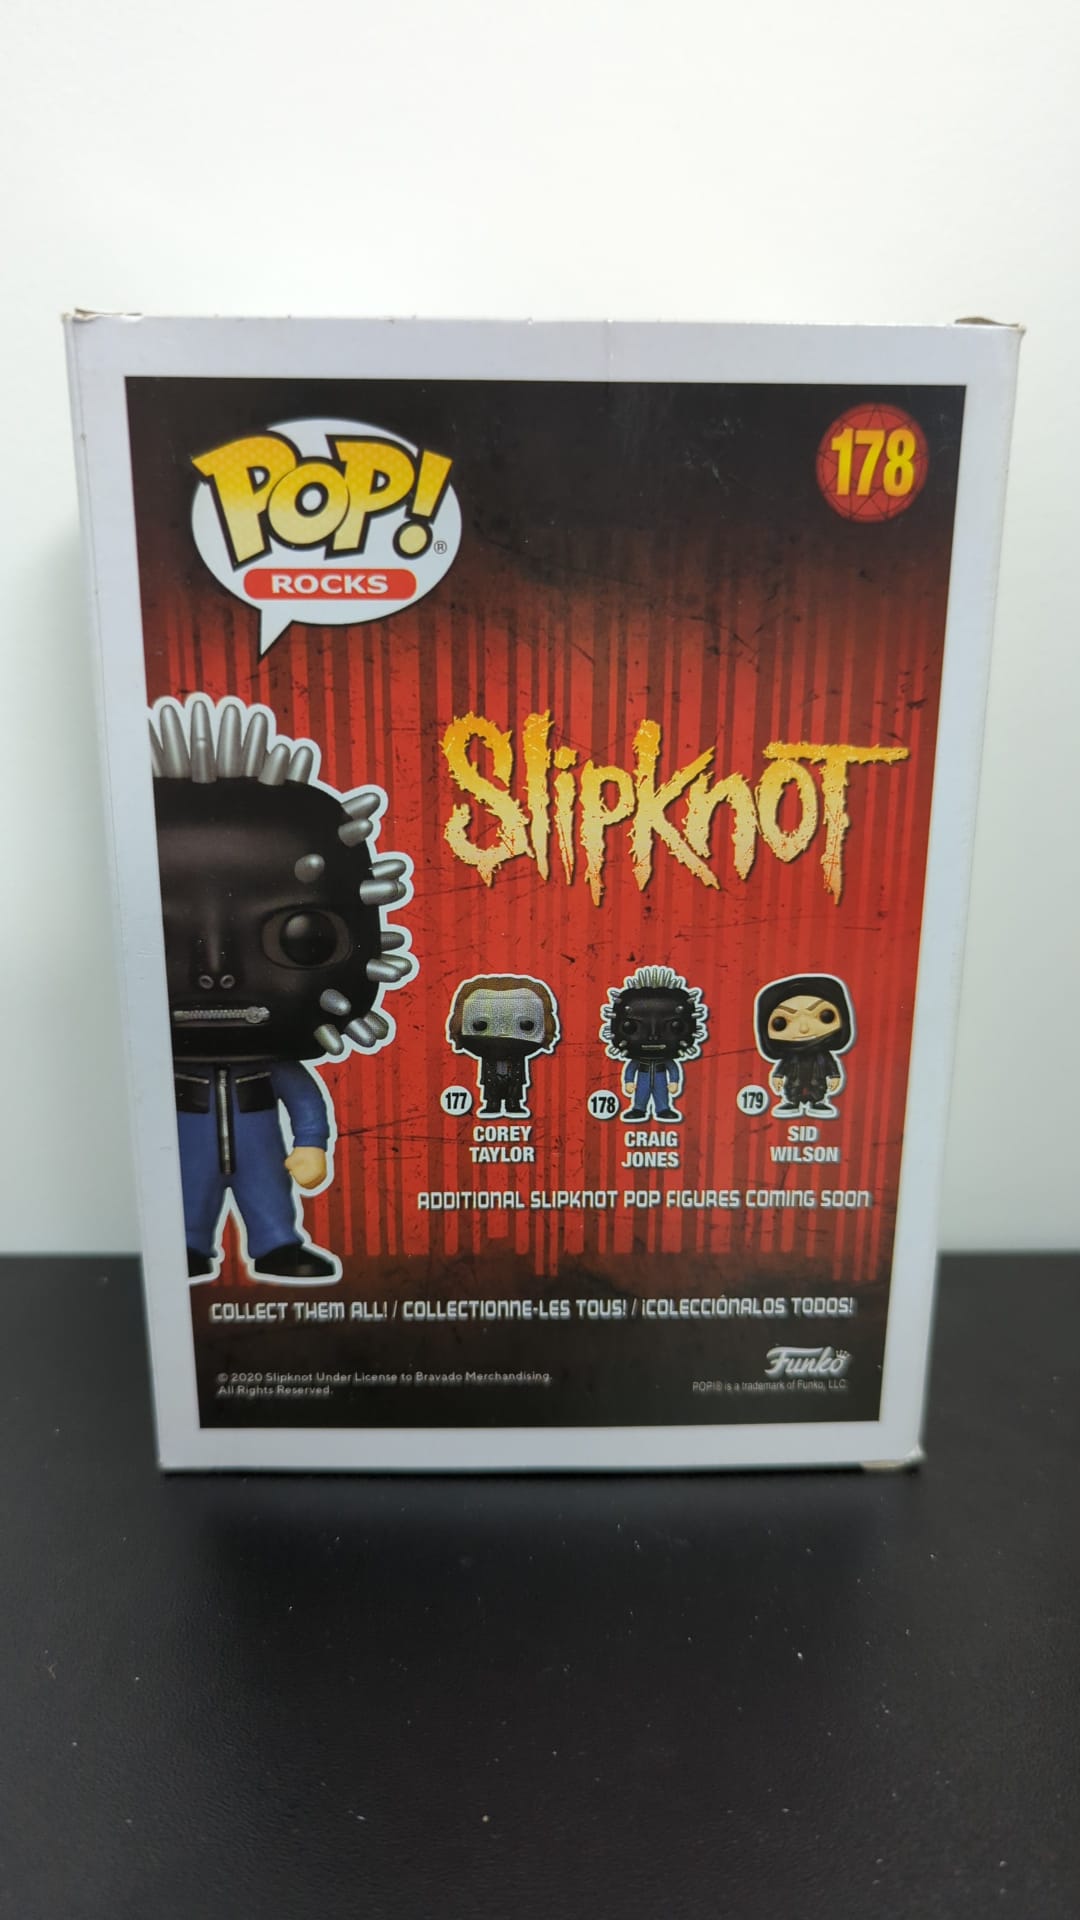 POP!®
ROCKS
178
SlipKnoT
177
COREY
TAYLOR
178
CRAIG
JONES
179
SID
WILSON
ADDITIONAL SLIPKNOT POP FIGURES COMING SOON
COLLECT THEM ALL! / COLLECTIONNE-LES TOUS! / ¡COLECCIÓNALOS TODOS!
© 2020 Slipknot Under License to Bravado Merchandising.
All Rights Reserved.
Funko
POP!® is a trademark of Funko, LLC